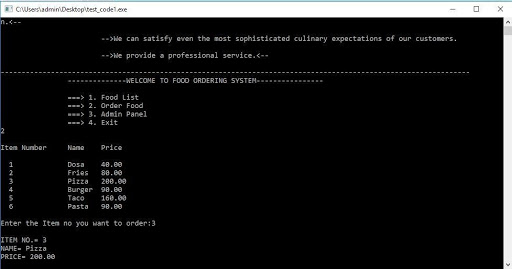 C:\Users\admin\Desktop\test_code1.exe
n.<--
-->We can satisfy even the most sophisticated culinary expectations of our customers.
-->We provide a professional service.<--
--------------------------------------------------------------------------------------------------------------------
--------------WELCOME TO FOOD ORDERING SYSTEM----------------
===> 1. Food List
===> 2. Order Food
===> 3. Admin Panel
===> 4. Exit
2
Item Number Name Price
1 Dosa 40.00
2 Fries 80.00
3 Pizza 200.00
4 Burger 90.00
5 Taco 160.00
6 Pasta 90.00
Enter the Item no you want to order:3
ITEM NO.= 3
NAME= Pizza
PRICE= 200.00